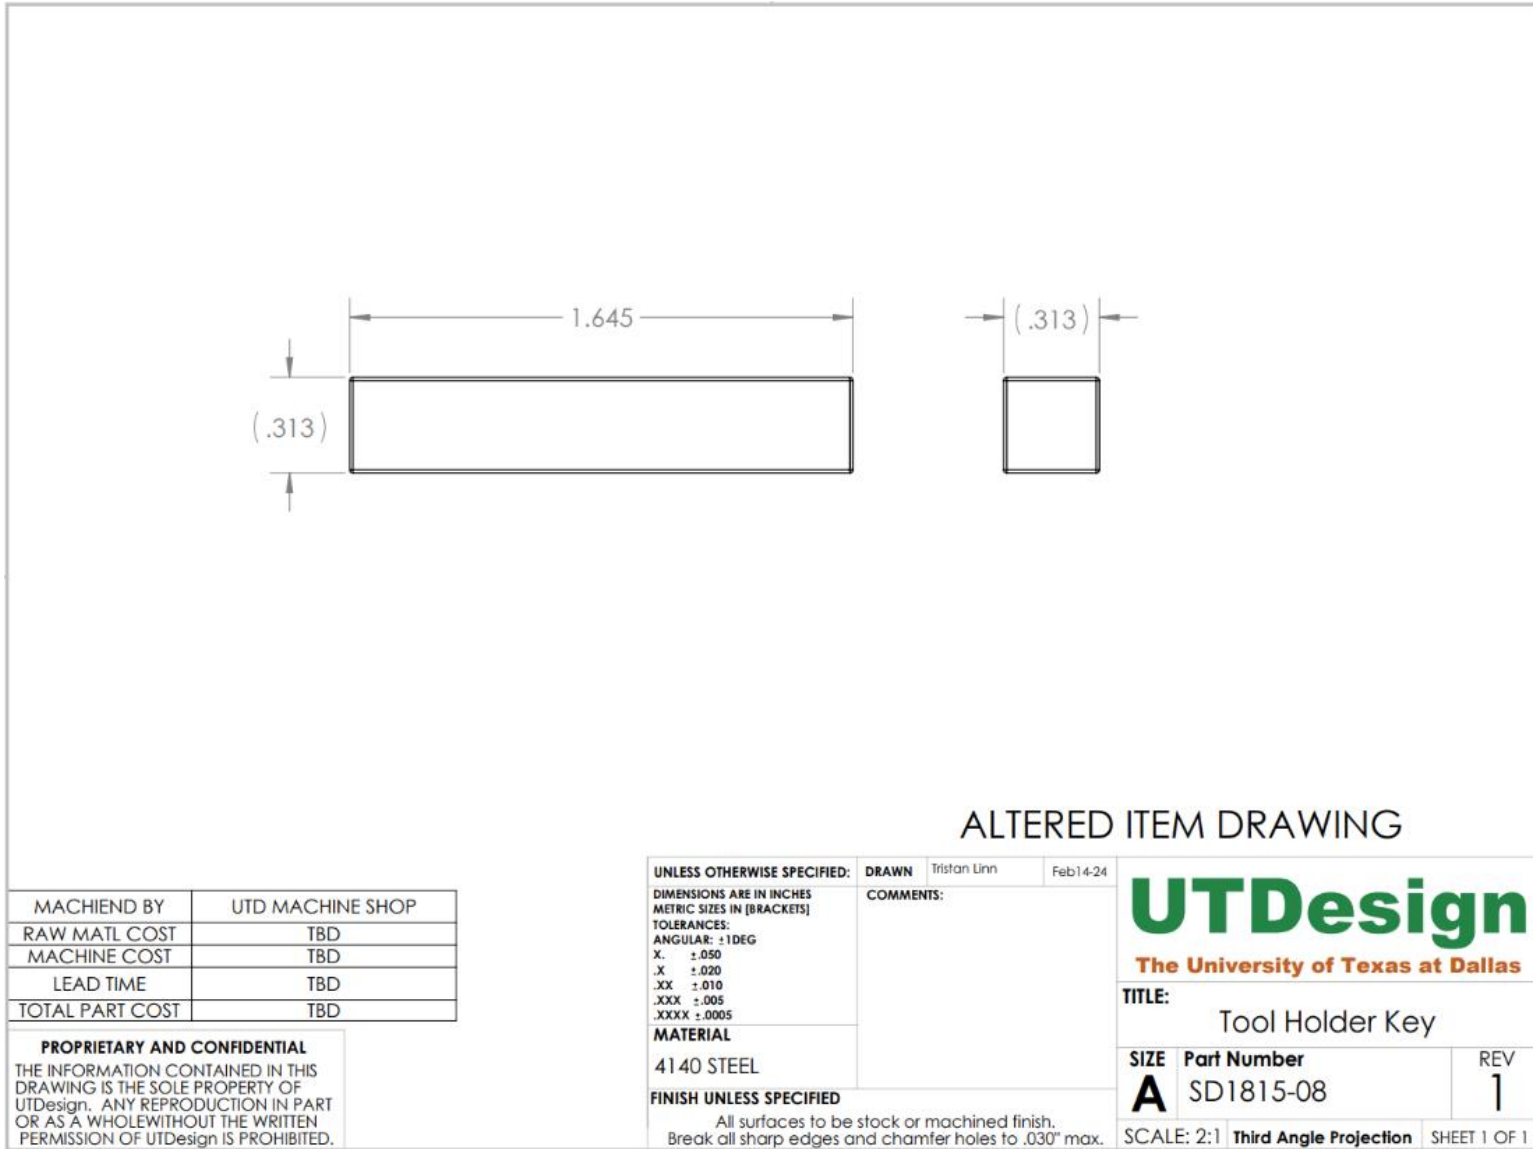 1.645
(.313)
(.313)
ALTERED ITEM DRAWING
MACHIEND BY UTD MACHINE SHOP
RAW MATL COST TBD
MACHINE COST TBD
LEAD TIME TBD
TOTAL PART COST TBD
PROPRIETARY AND CONFIDENTIAL
THE INFORMATION CONTAINED IN THIS
DRAWING IS THE SOLE PROPERTY OF
UTDesign. ANY REPRODUCTION IN PART
OR AS A WHOLEWITHOUT THE WRITTEN
PERMISSION OF UTDesign IS PROHIBITED.
UNLESS OTHERWISE SPECIFIED:
DIMENSIONS ARE IN INCHES
METRIC SIZES IN [BRACKETS]
TOLERANCES:
ANGULAR: ±1DEG
X. ±.050
.X ±.020
.XX ±.010
.XXX ±.005
.XXXX ±.0005
MATERIAL
4140 STEEL
FINISH UNLESS SPECIFIED
All surfaces to be stock or machined finish.
Break all sharp edges and chamfer holes to .030" max.
DRAWN Tristan Linn Feb14-24
COMMENTS:
UTDesign
The University of Texas at Dallas
TITLE:
Tool Holder Key
SIZE Part Number REV
A SD1815-08 1
SCALE: 2:1 Third Angle Projection SHEET 1 OF 1